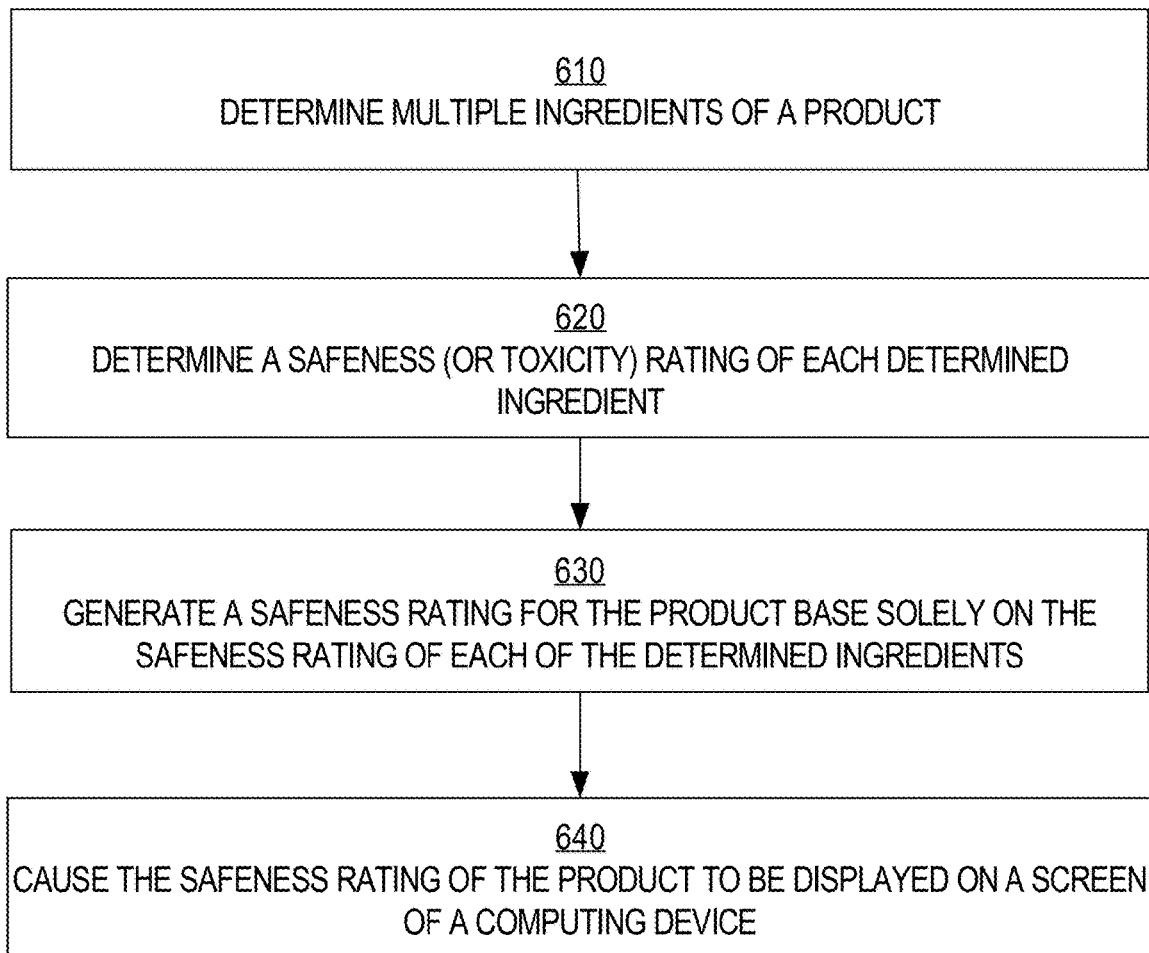 610
DETERMINE MULTIPLE INGREDIENTS OF A PRODUCT
620
DETERMINE A SAFENESS (OR TOXICITY) RATING OF EACH DETERMINED
INGREDIENT
630
GENERATE A SAFENESS RATING FOR THE PRODUCT BASE SOLELY ON THE
SAFENESS RATING OF EACH OF THE DETERMINED INGREDIENTS
640
CAUSE THE SAFENESS RATING OF THE PRODUCT TO BE DISPLAYED ON A SCREEN
OF A COMPUTING DEVICE